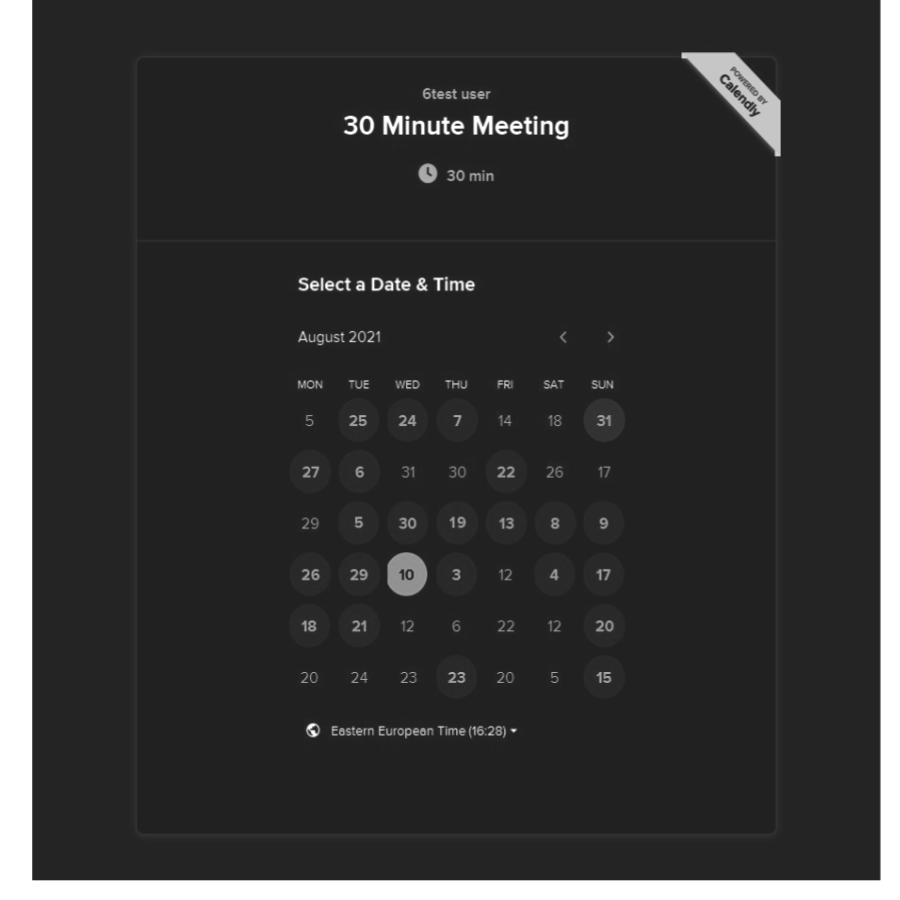 POWERED BY
Calendly
6test user
30 Minute Meeting
30 min
Select a Date & Time
August 2021
MON TUE WED THU FRI SAT SUN
5 25 24 7 14 18 31
27 6 31 30 22 26 17
29 5 30 19 13 8 9
26 29 10 3 12 4 17
18 21 12 6 22 12 20
20 24 23 23 20 5 15
Eastern European Time (16:28)